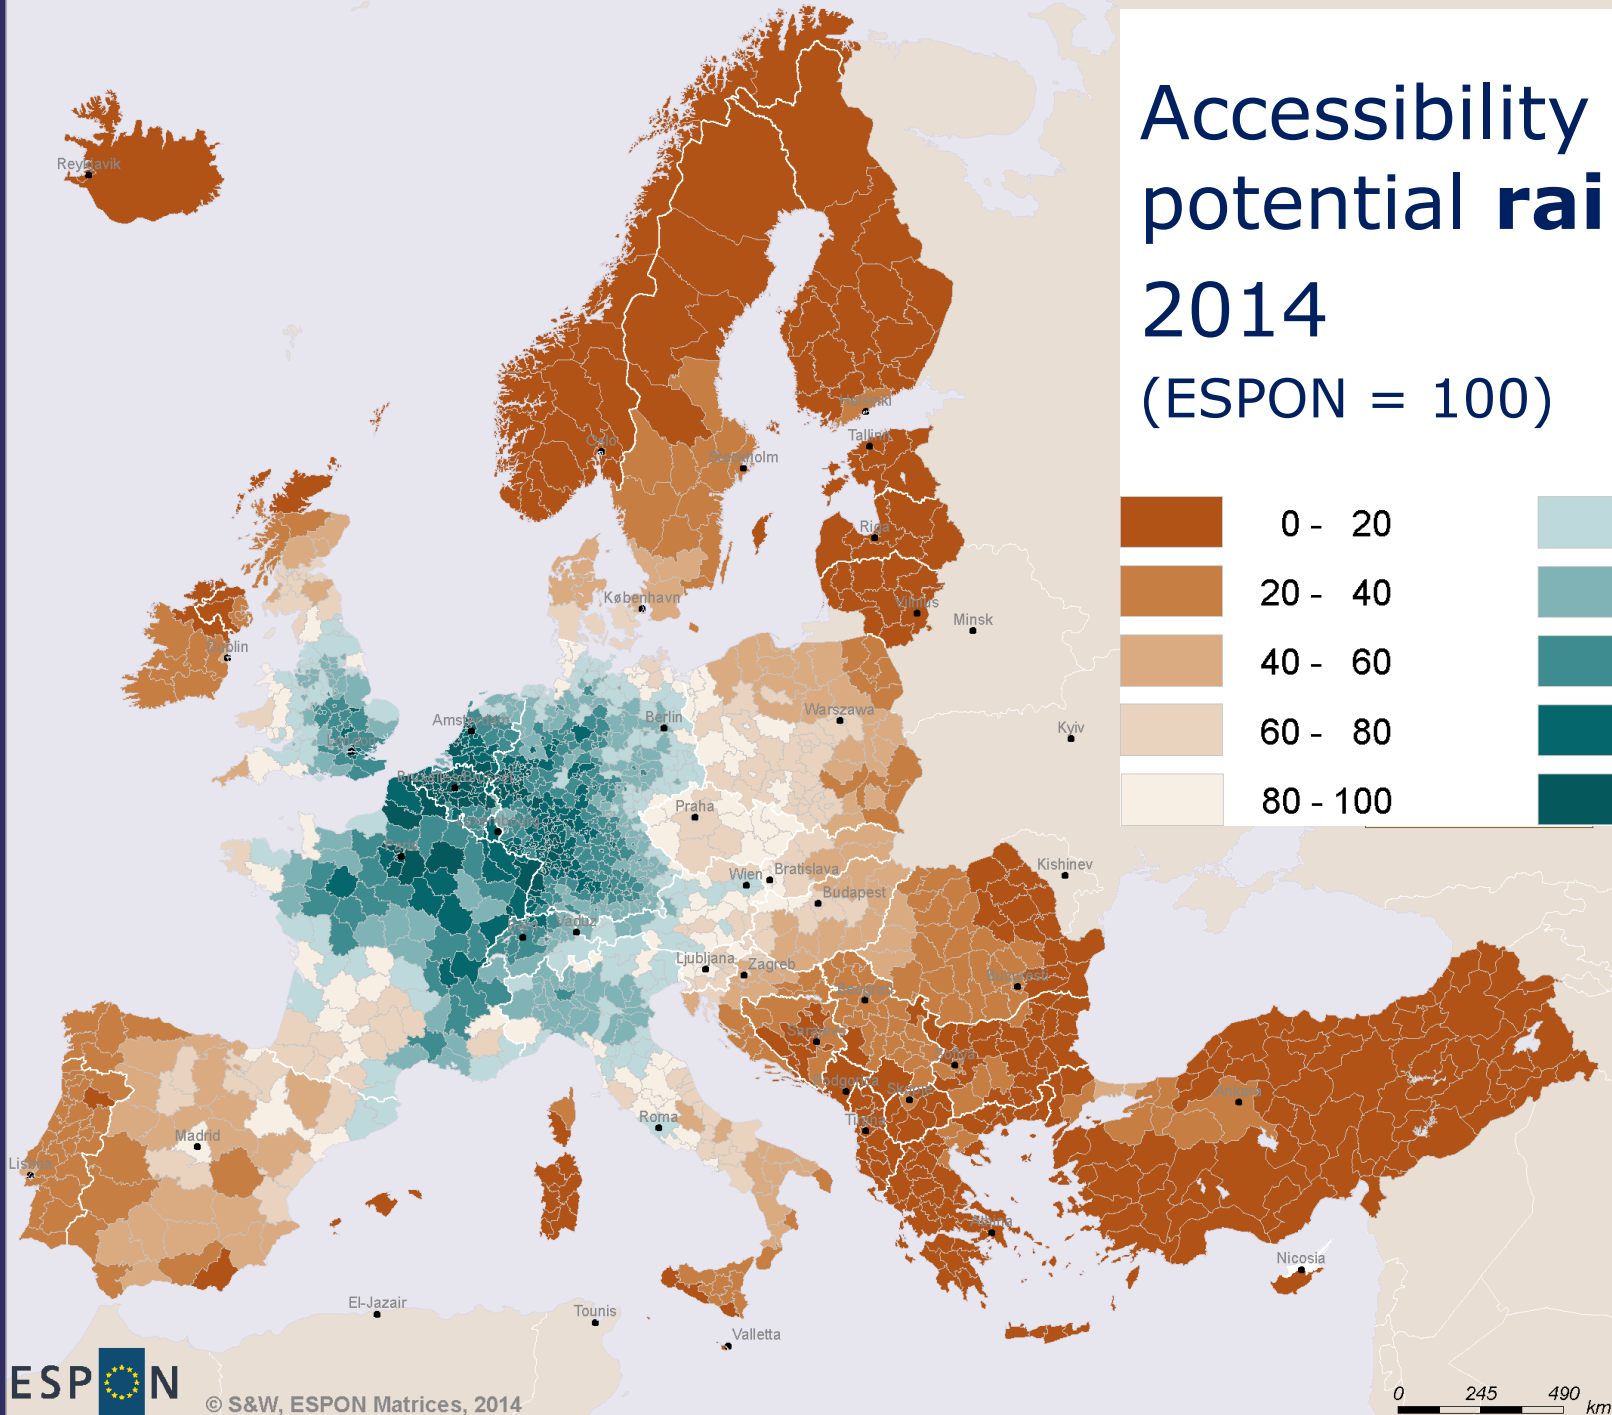 Accessibility
potential rai
2014
(ESPON = 100)
0 - 20
20 - 40
40 - 60
60 - 80
80 - 100
Reykjavik
Oslo
Helsinki
Tallinn
Stockholm
Riga
København
Vilnius
Minsk
Dublin
Amsterdam
Berlin
Warszawa
London
Kyiv
Praha
Paris
Wien
Bratislava
Kishinev
Budapest
Bern
Vaduz
Ljubljana
Zagreb
Bucuresti
Beograd
Sarajevo
Sofiya
Podgorica
Skopje
Ankara
Roma
Tirana
Madrid
Lisboa
Athina
Nicosia
El-Jazair
Tounis
Valletta
ESPON
© S&W, ESPON Matrices, 2014
0 245 490
km